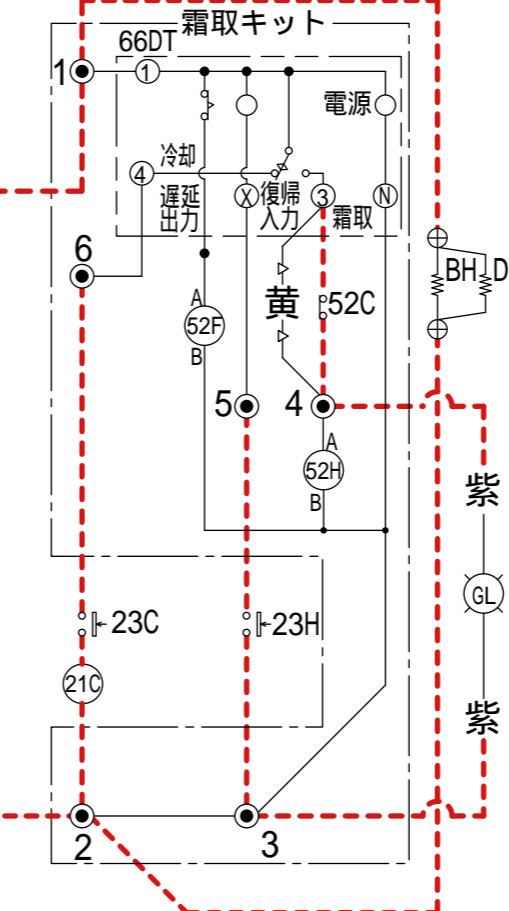 霜取キット
66DT
1
1
電源
冷却
4
遅延
出力
X
復帰
入力
3
霜取
N
6
BH
D
A
52F
B
黄
52C
5
4
A
52H
B
紫
GL
23C
23H
21C
紫
2
3